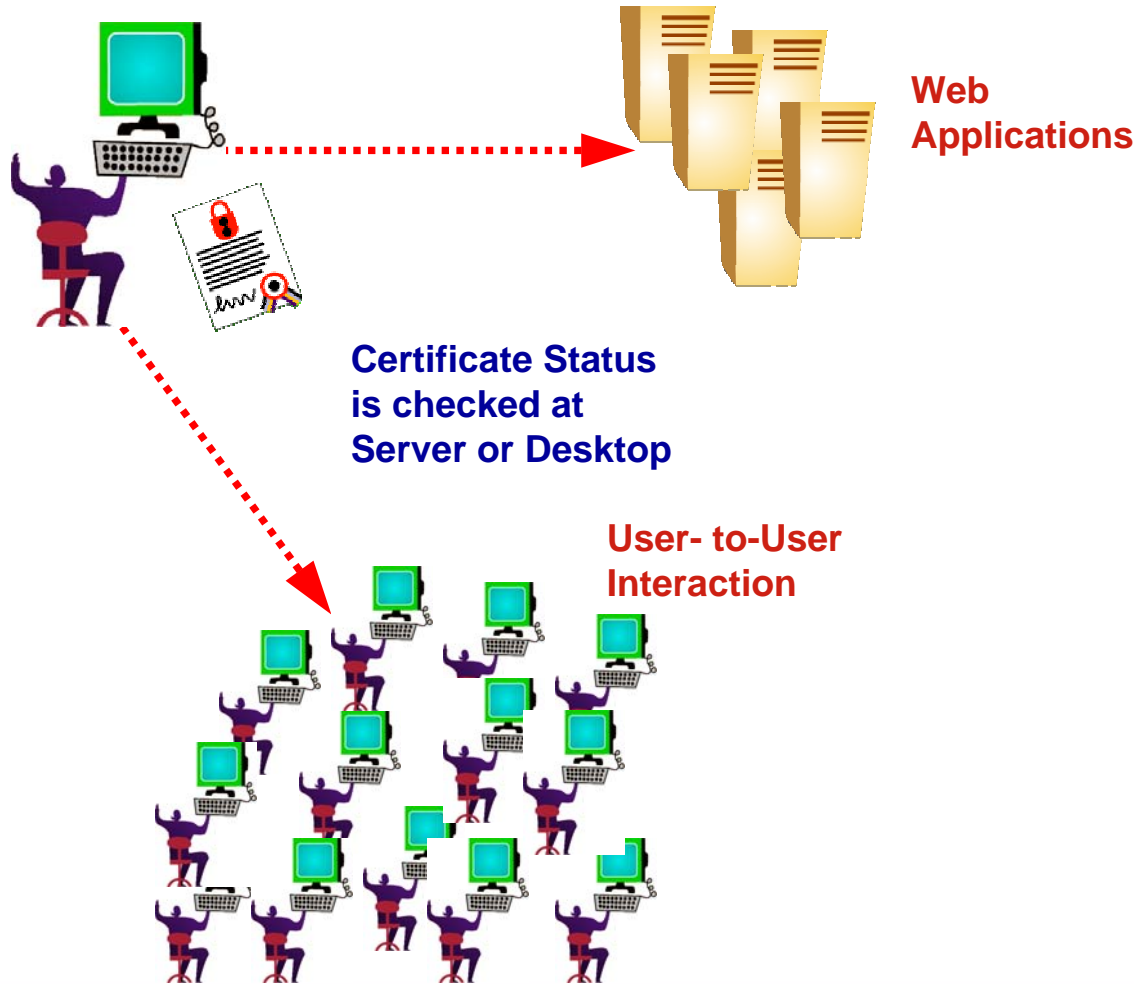 Web
Applications
Certificate Status
is checked at
Server or Desktop
User- to-User
Interaction